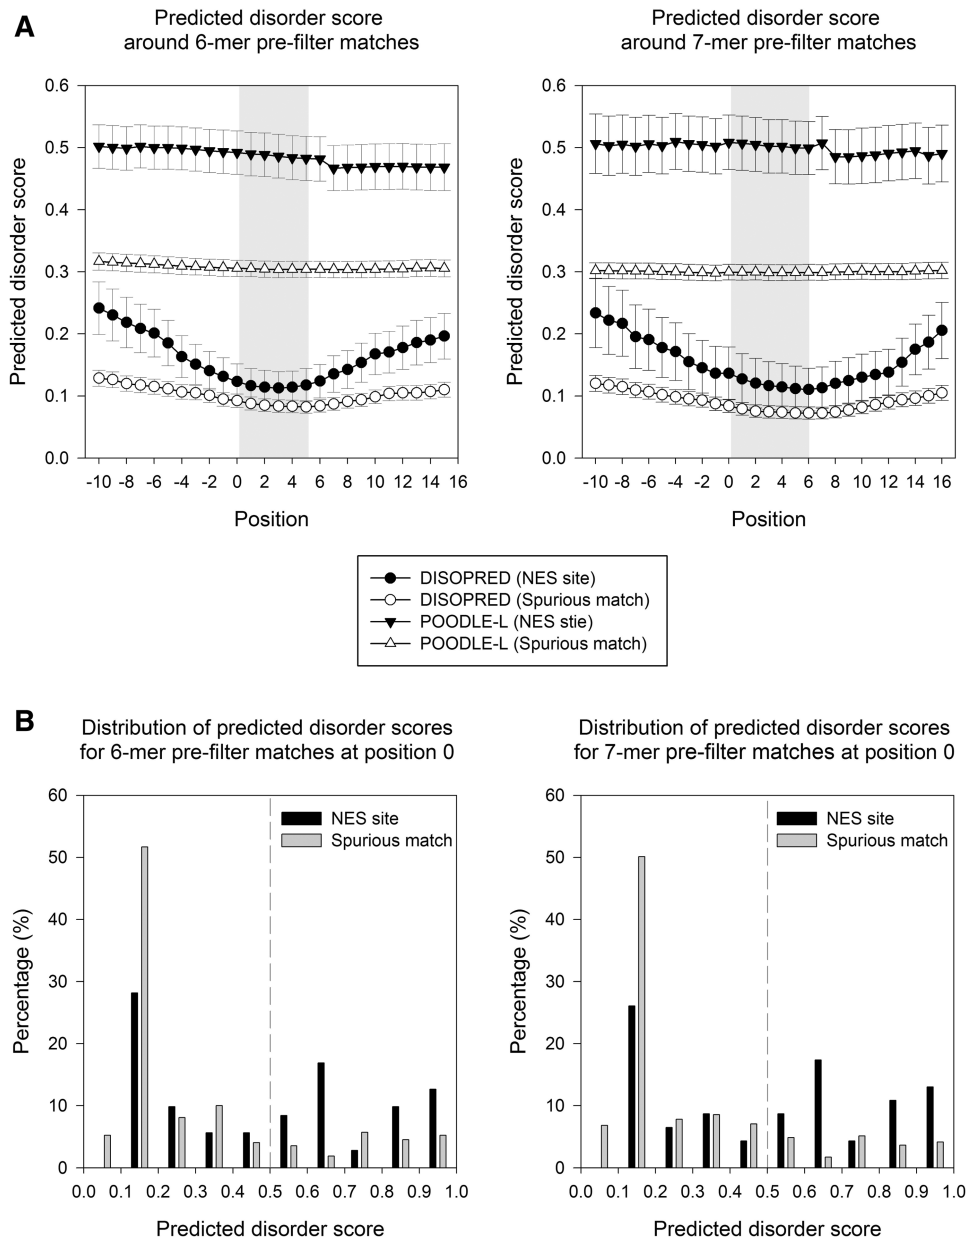 A
Predicted disorder score
around 6-mer pre-filter matches
Predicted disorder score
0.6
0.5
0.4
0.3
0.2
0.1
0.0
-10 -8 -6 -4 -2 0 2 4 6 8 10 12 14 16
Position
Predicted disorder score
around 7-mer pre-filter matches
Predicted disorder score
0.6
0.5
0.4
0.3
0.2
0.1
0.0
-10 -8 -6 -4 -2 0 2 4 6 8 10 12 14 16
Position
DISOPRED (NES site)
DISOPRED (Spurious match)
POODLE-L (NES stie)
POODLE-L (Spurious match)
B
Distribution of predicted disorder scores
for 6-mer pre-filter matches at position 0
Percentage (%)
60
50
40
30
20
10
0
NES site
Spurious match
0.0 0.1 0.2 0.3 0.4 0.5 0.6 0.7 0.8 0.9 1.0
Predicted disorder score
Distribution of predicted disorder scores
for 7-mer pre-filter matches at position 0
Percentage (%)
60
50
40
30
20
10
0
NES site
Spurious match
0.0 0.1 0.2 0.3 0.4 0.5 0.6 0.7 0.8 0.9 1.0
Predicted disorder score